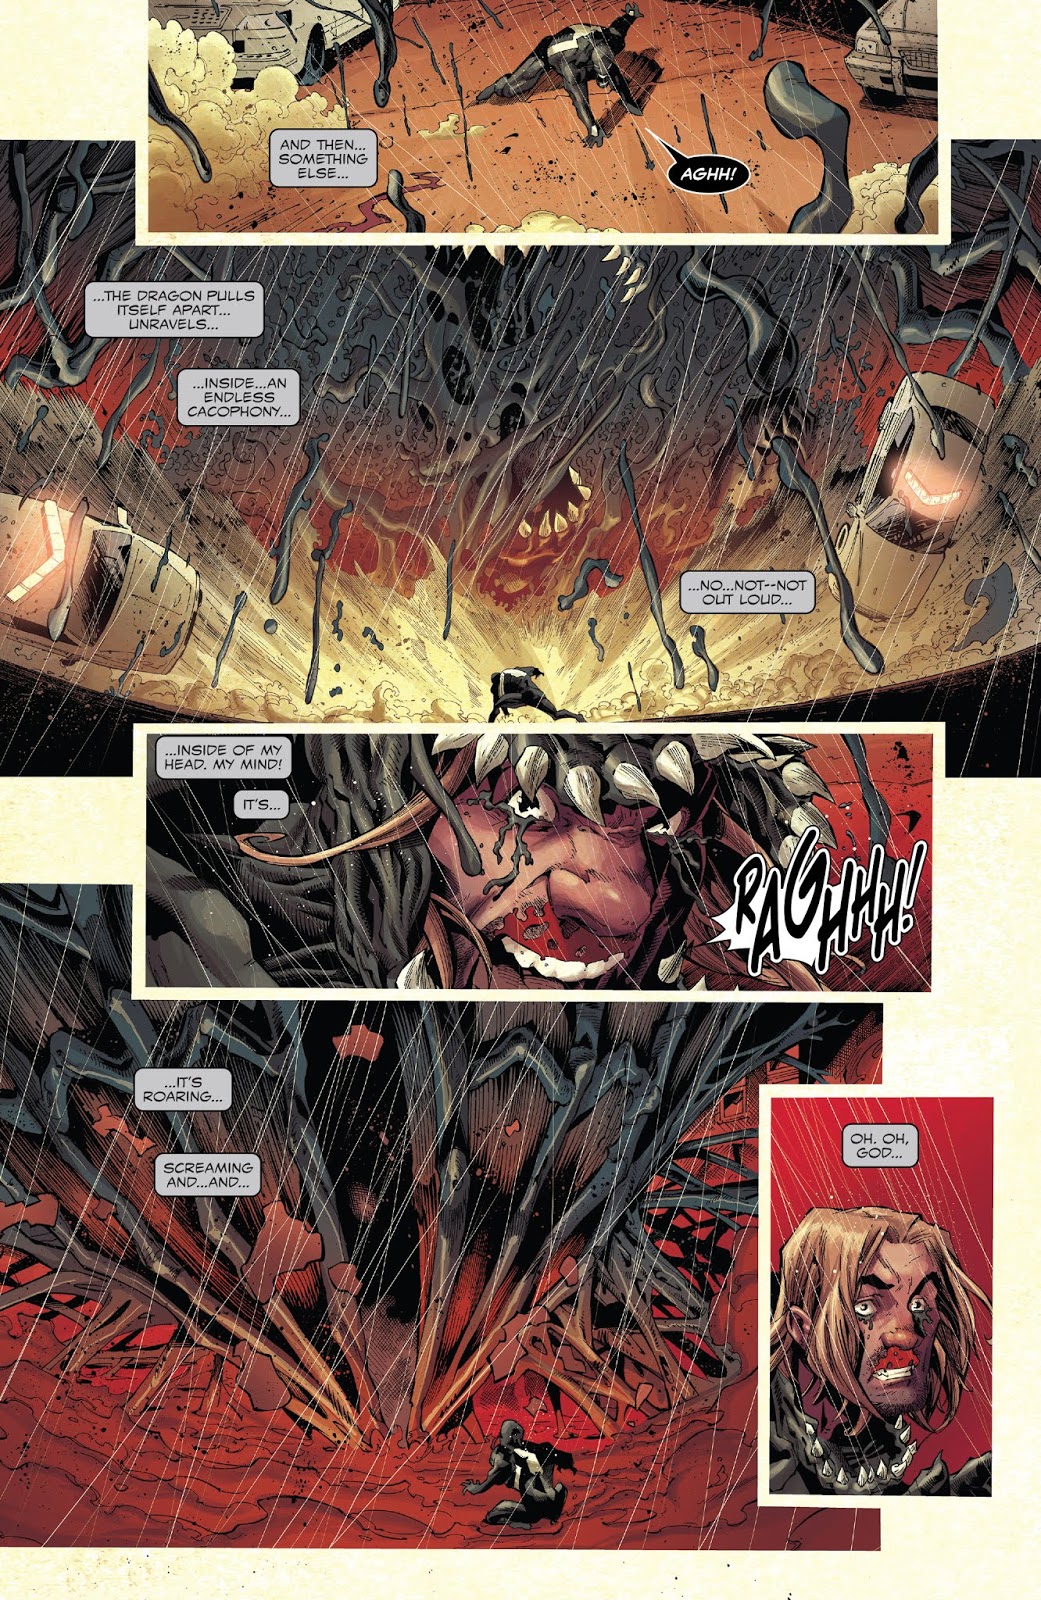 AND THEN...
SOMETHING
ELSE...
AGHH!
...THE DRAGON PULLS
ITSELF APART...
UNRAVELS...
...INSIDE...AN
ENDLESS
CACOPHONY...
...NO...NOT--NOT
OUT LOUD...
...INSIDE OF MY
HEAD. MY MIND!
IT'S...
RAGHHH!
...IT'S
ROARING...
SCREAMING
AND...AND...
OH. OH,
GOD...